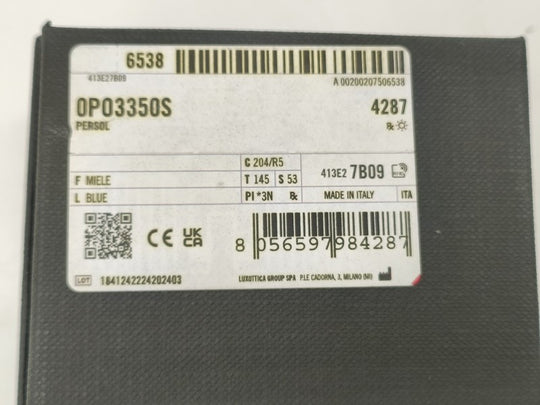 6538
413E27B09
A 00200207506538
0PO3350S
4287
PERSOL
℞
C 204/R5
F MIELE
T 145 S 53
413E2 7B09
L BLUE
PI *3N ℞
MADE IN ITALY
ITA
CE UK CA
8 056597 984287
LOT 1841242224202403
LUXOTTICA GROUP SPA P.LE CADORNA, 3, MILANO (MI)